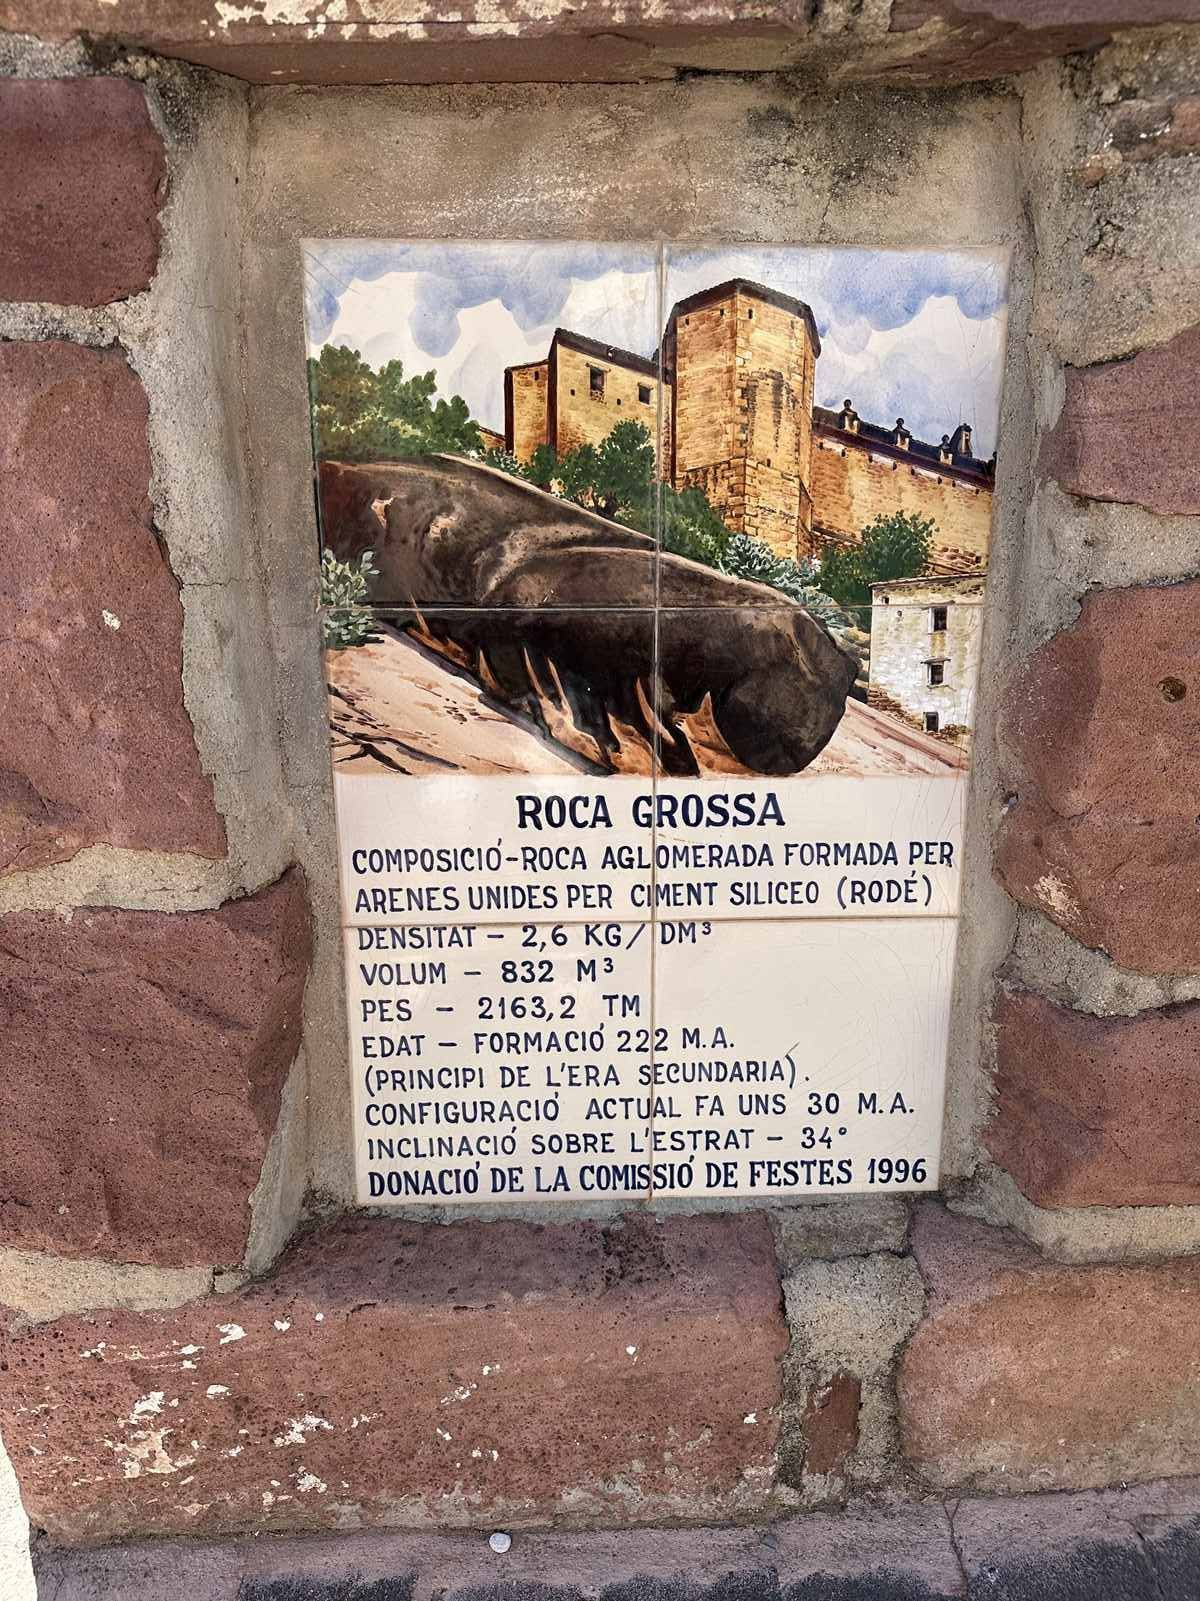 ROCA GROSSA
COMPOSICIÓ-ROCA AGLOMERADA FORMADA PER
ARENES UNIDES PER CIMENT SILICEO (RODÉ)
DENSITAT - 2,6 KG/DM³
VOLUM - 832 M³
PES - 2163,2 TM
EDAT - FORMACIÓ 222 M.A.
(PRINCIPI DE L'ERA SECUNDARIA).
CONFIGURACIÓ ACTUAL FA UNS 30 M.A.
INCLINACIÓ SOBRE L'ESTRAT - 34°
DONACIÓ DE LA COMISSIÓ DE FESTES 1996